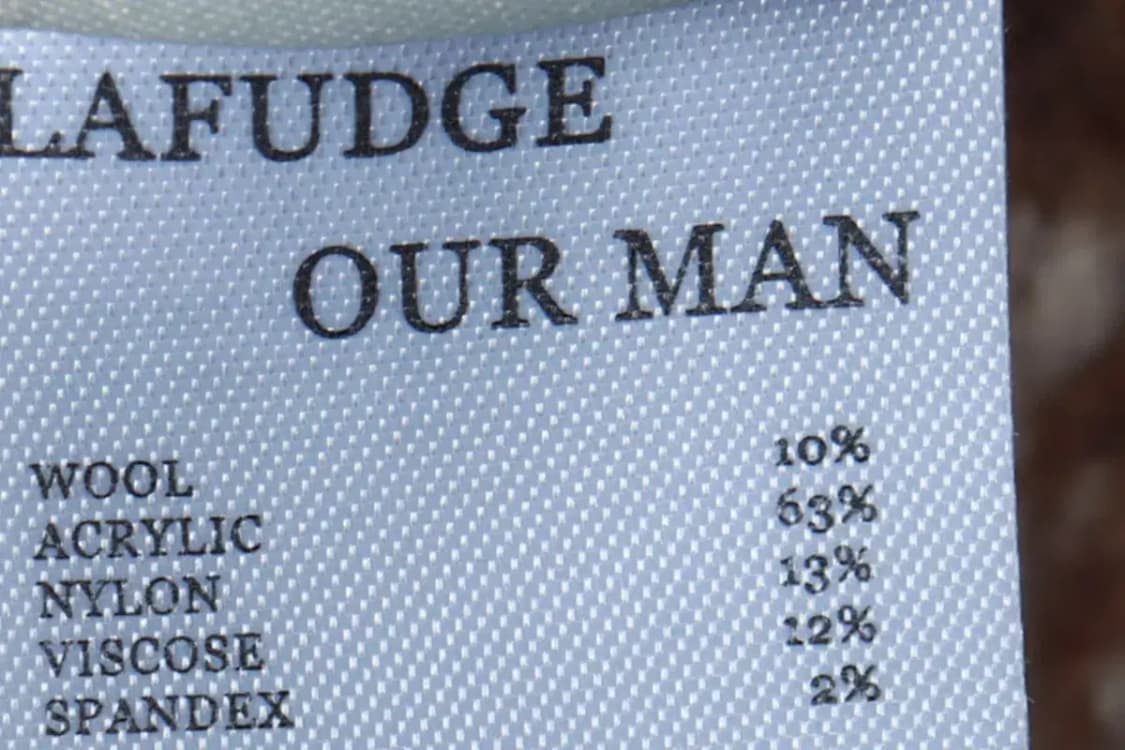 LAFUDGE
OUR MAN
WOOL 10%
ACRYLIC 63%
NYLON 13%
VISCOSE 12%
SPANDEX 2%